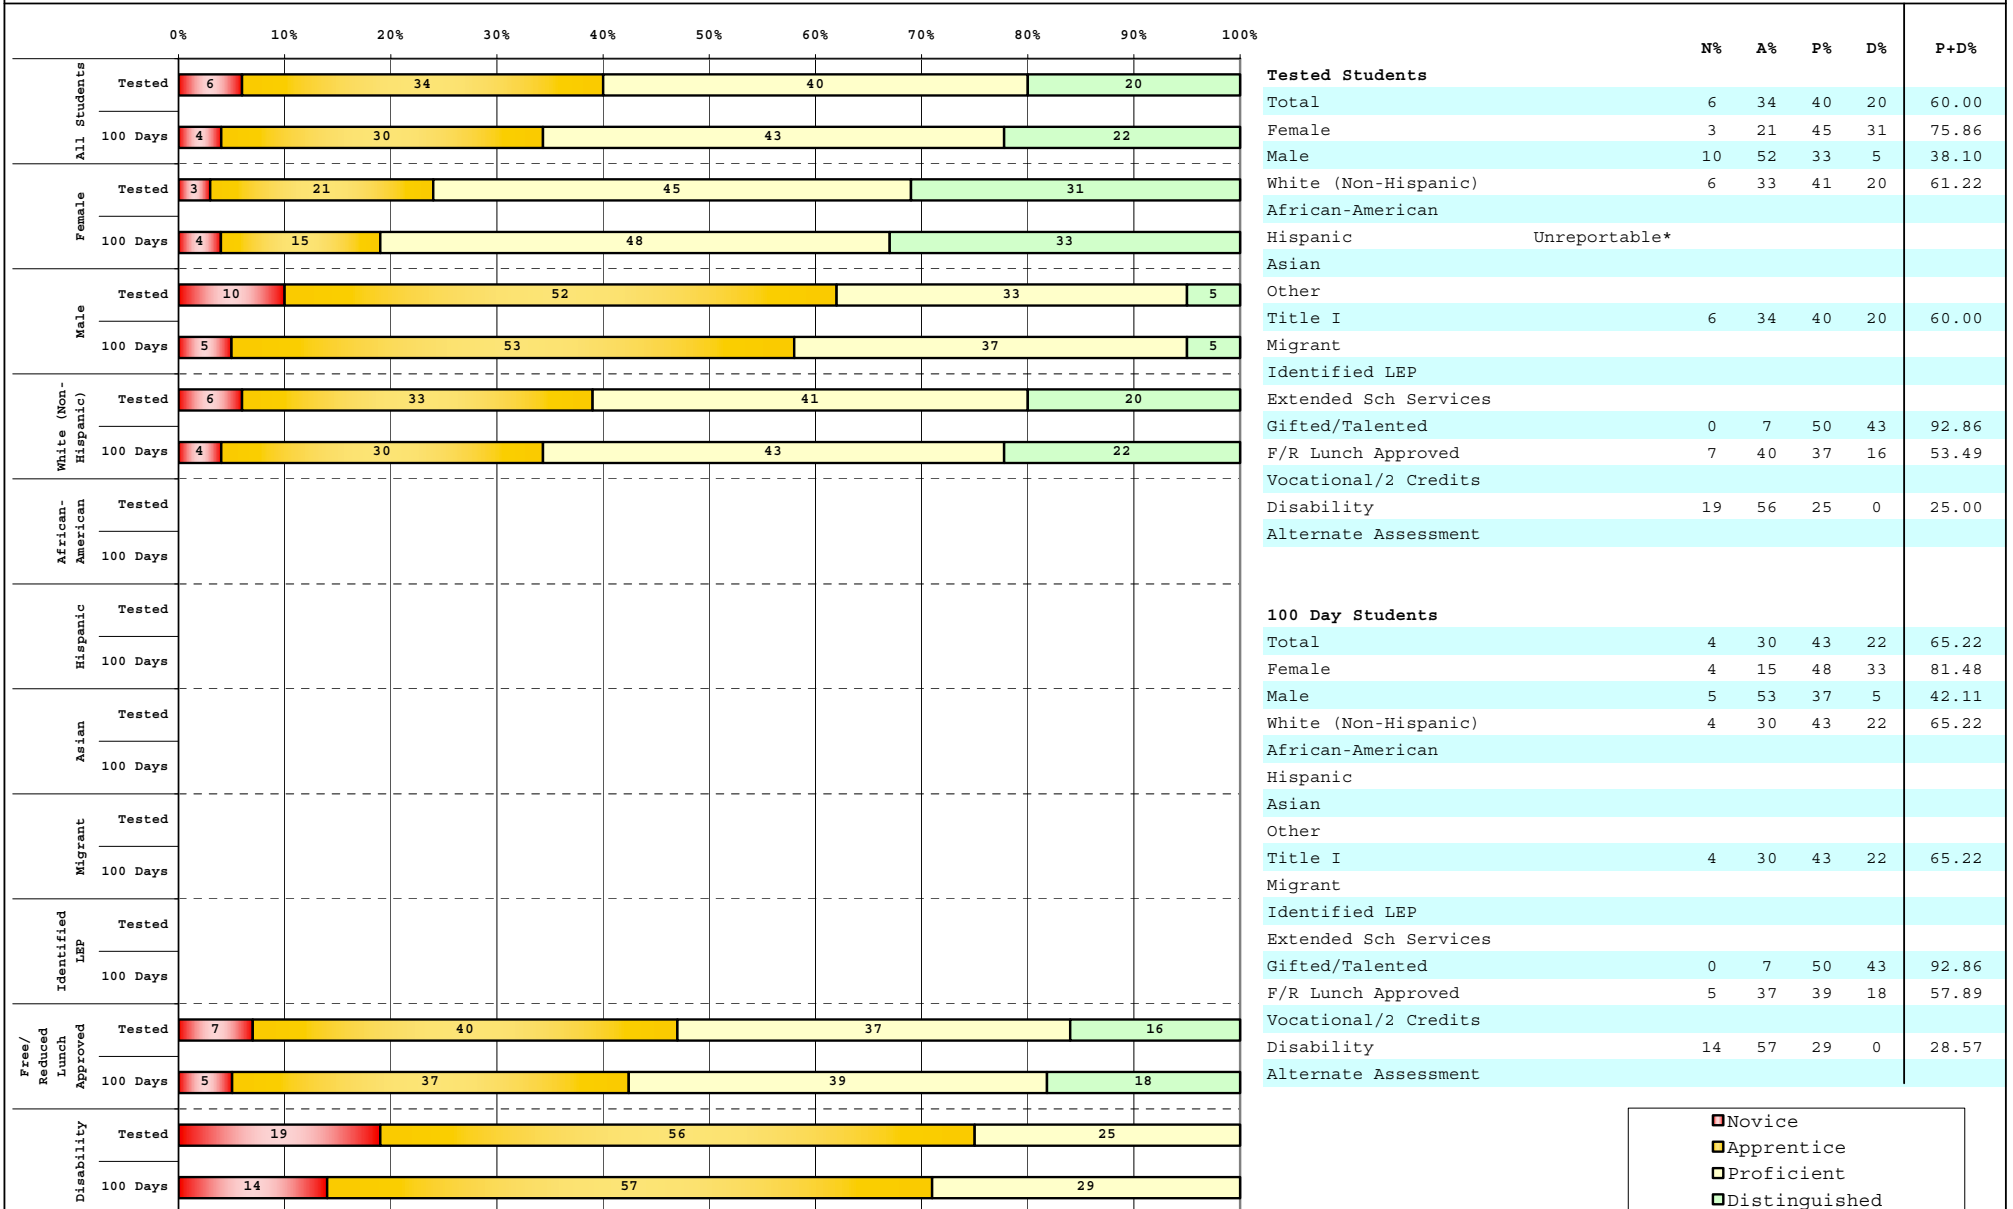 0% 10% 20% 30% 40% 50% 60% 70% 80% 90% 100%
All Students
Tested 6 34 40 20
100 Days 4 30 43 22
Female
Tested 3 21 45 31
100 Days 4 15 48 33
Male
Tested 10 52 33 5
100 Days 5 53 37 5
White (Non-
Hispanic)
Tested 6 33 41 20
100 Days 4 30 43 22
African-
American
Tested
100 Days
Hispanic
Tested
100 Days
Asian
Tested
100 Days
Migrant
Tested
100 Days
Identified
LEP
Tested
100 Days
Free/
Reduced
Lunch
Approved
Tested 7 40 37 16
100 Days 5 37 39 18
Disability
Tested 19 56 25
100 Days 14 57 29
N% A% P% D% P+D%
Tested Students
Total 6 34 40 20 60.00
Female 3 21 45 31 75.86
Male 10 52 33 5 38.10
White (Non-Hispanic) 6 33 41 20 61.22
African-American
Hispanic Unreportable*
Asian
Other
Title I 6 34 40 20 60.00
Migrant
Identified LEP
Extended Sch Services
Gifted/Talented 0 7 50 43 92.86
F/R Lunch Approved 7 40 37 16 53.49
Vocational/2 Credits
Disability 19 56 25 0 25.00
Alternate Assessment
100 Day Students
Total 4 30 43 22 65.22
Female 4 15 48 33 81.48
Male 5 53 37 5 42.11
White (Non-Hispanic) 4 30 43 22 65.22
African-American
Hispanic
Asian
Other
Title I 4 30 43 22 65.22
Migrant
Identified LEP
Extended Sch Services
Gifted/Talented 0 7 50 43 92.86
F/R Lunch Approved 5 37 39 18 57.89
Vocational/2 Credits
Disability 14 57 29 0 28.57
Alternate Assessment
Novice
Apprentice
Proficient
Distinguished